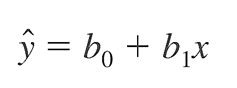 ŷ = b₀ + b₁x